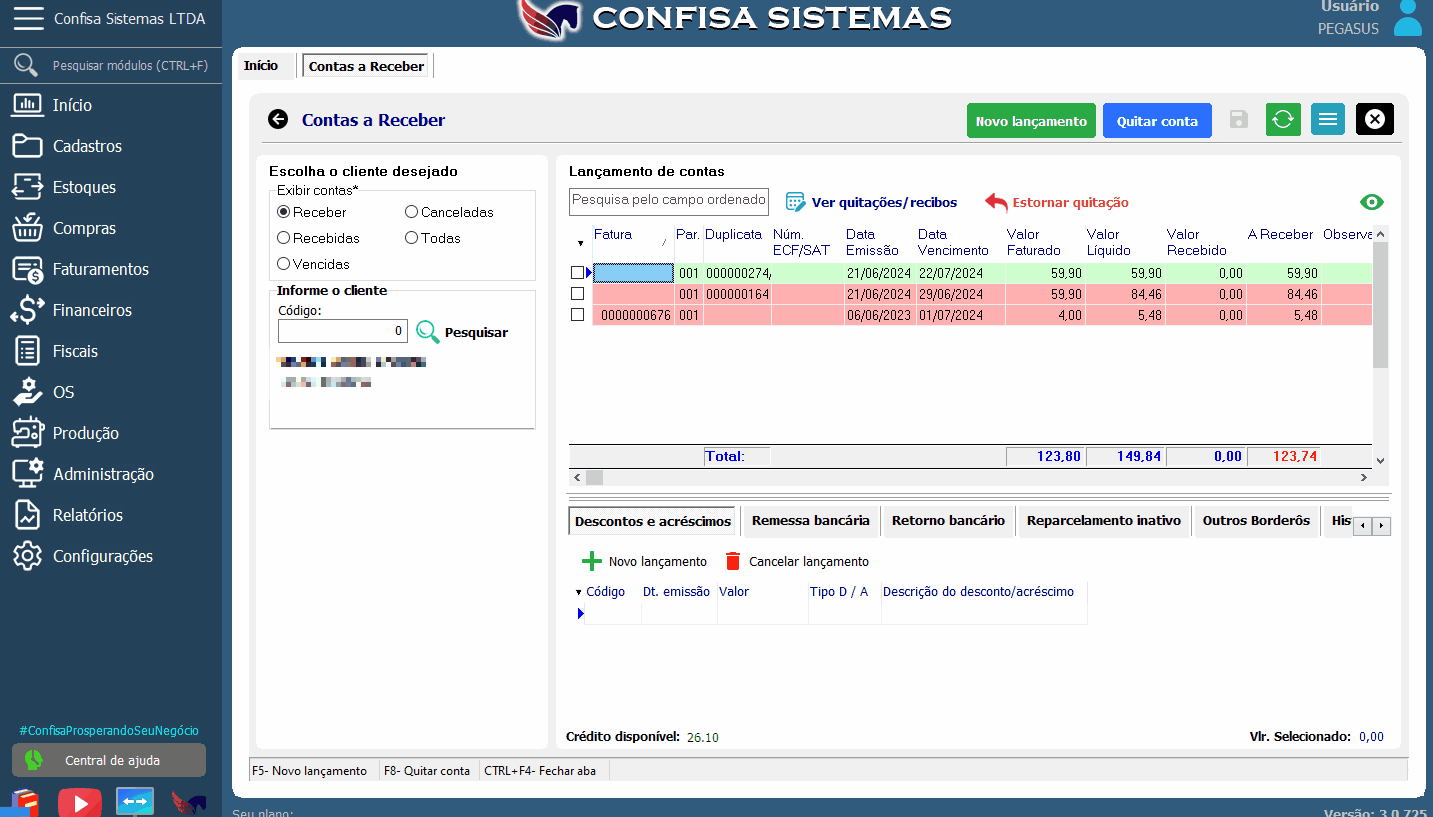 Confisa Sistemas LTDA
CONFISA SISTEMAS
Usuário
PEGASUS
Pesquisar módulos (CTRL+F)
Início
Cadastros
Estoques
Compras
Faturamentos
Financeiros
Fiscais
OS
Produção
Administração
Relatórios
Configurações
#ConfisaProsperandoSeuNegócio
Central de ajuda
Início Contas a Receber
Contas a Receber
Novo lançamento Quitar conta
Escolha o cliente desejado
Exibir contas*
Receber Canceladas
Recebidas Todas
Vencidas
Informe o cliente
Código:
0 Pesquisar
Lançamento de contas
Pesquisa pelo campo ordenado Ver quitações/recibos Estornar quitação
Fatura Par. Duplicata Núm. ECF/SAT Data Emissão Data Vencimento Valor Faturado Valor Líquido Valor Recebido A Receber Observa
001 000000274/ 21/06/2024 22/07/2024 59,90 59,90 0,00 59,90
001 000000164 21/06/2024 29/06/2024 59,90 84,46 0,00 84,46
0000000676 001 06/06/2023 01/07/2024 4,00 5,48 0,00 5,48
Total: 123,80 149,84 0,00 123,74
Descontos e acréscimos Remessa bancária Retorno bancário Reparcelamento inativo Outros Borderôs His
Novo lançamento Cancelar lançamento
Código Dt. emissão Valor Tipo D / A Descrição do desconto/acréscimo
Crédito disponível: 26.10 Vlr. Selecionado: 0,00
F5- Novo lançamento F8- Quitar conta CTRL+F4- Fechar aba
Seu plano: Versão: 3.0.725